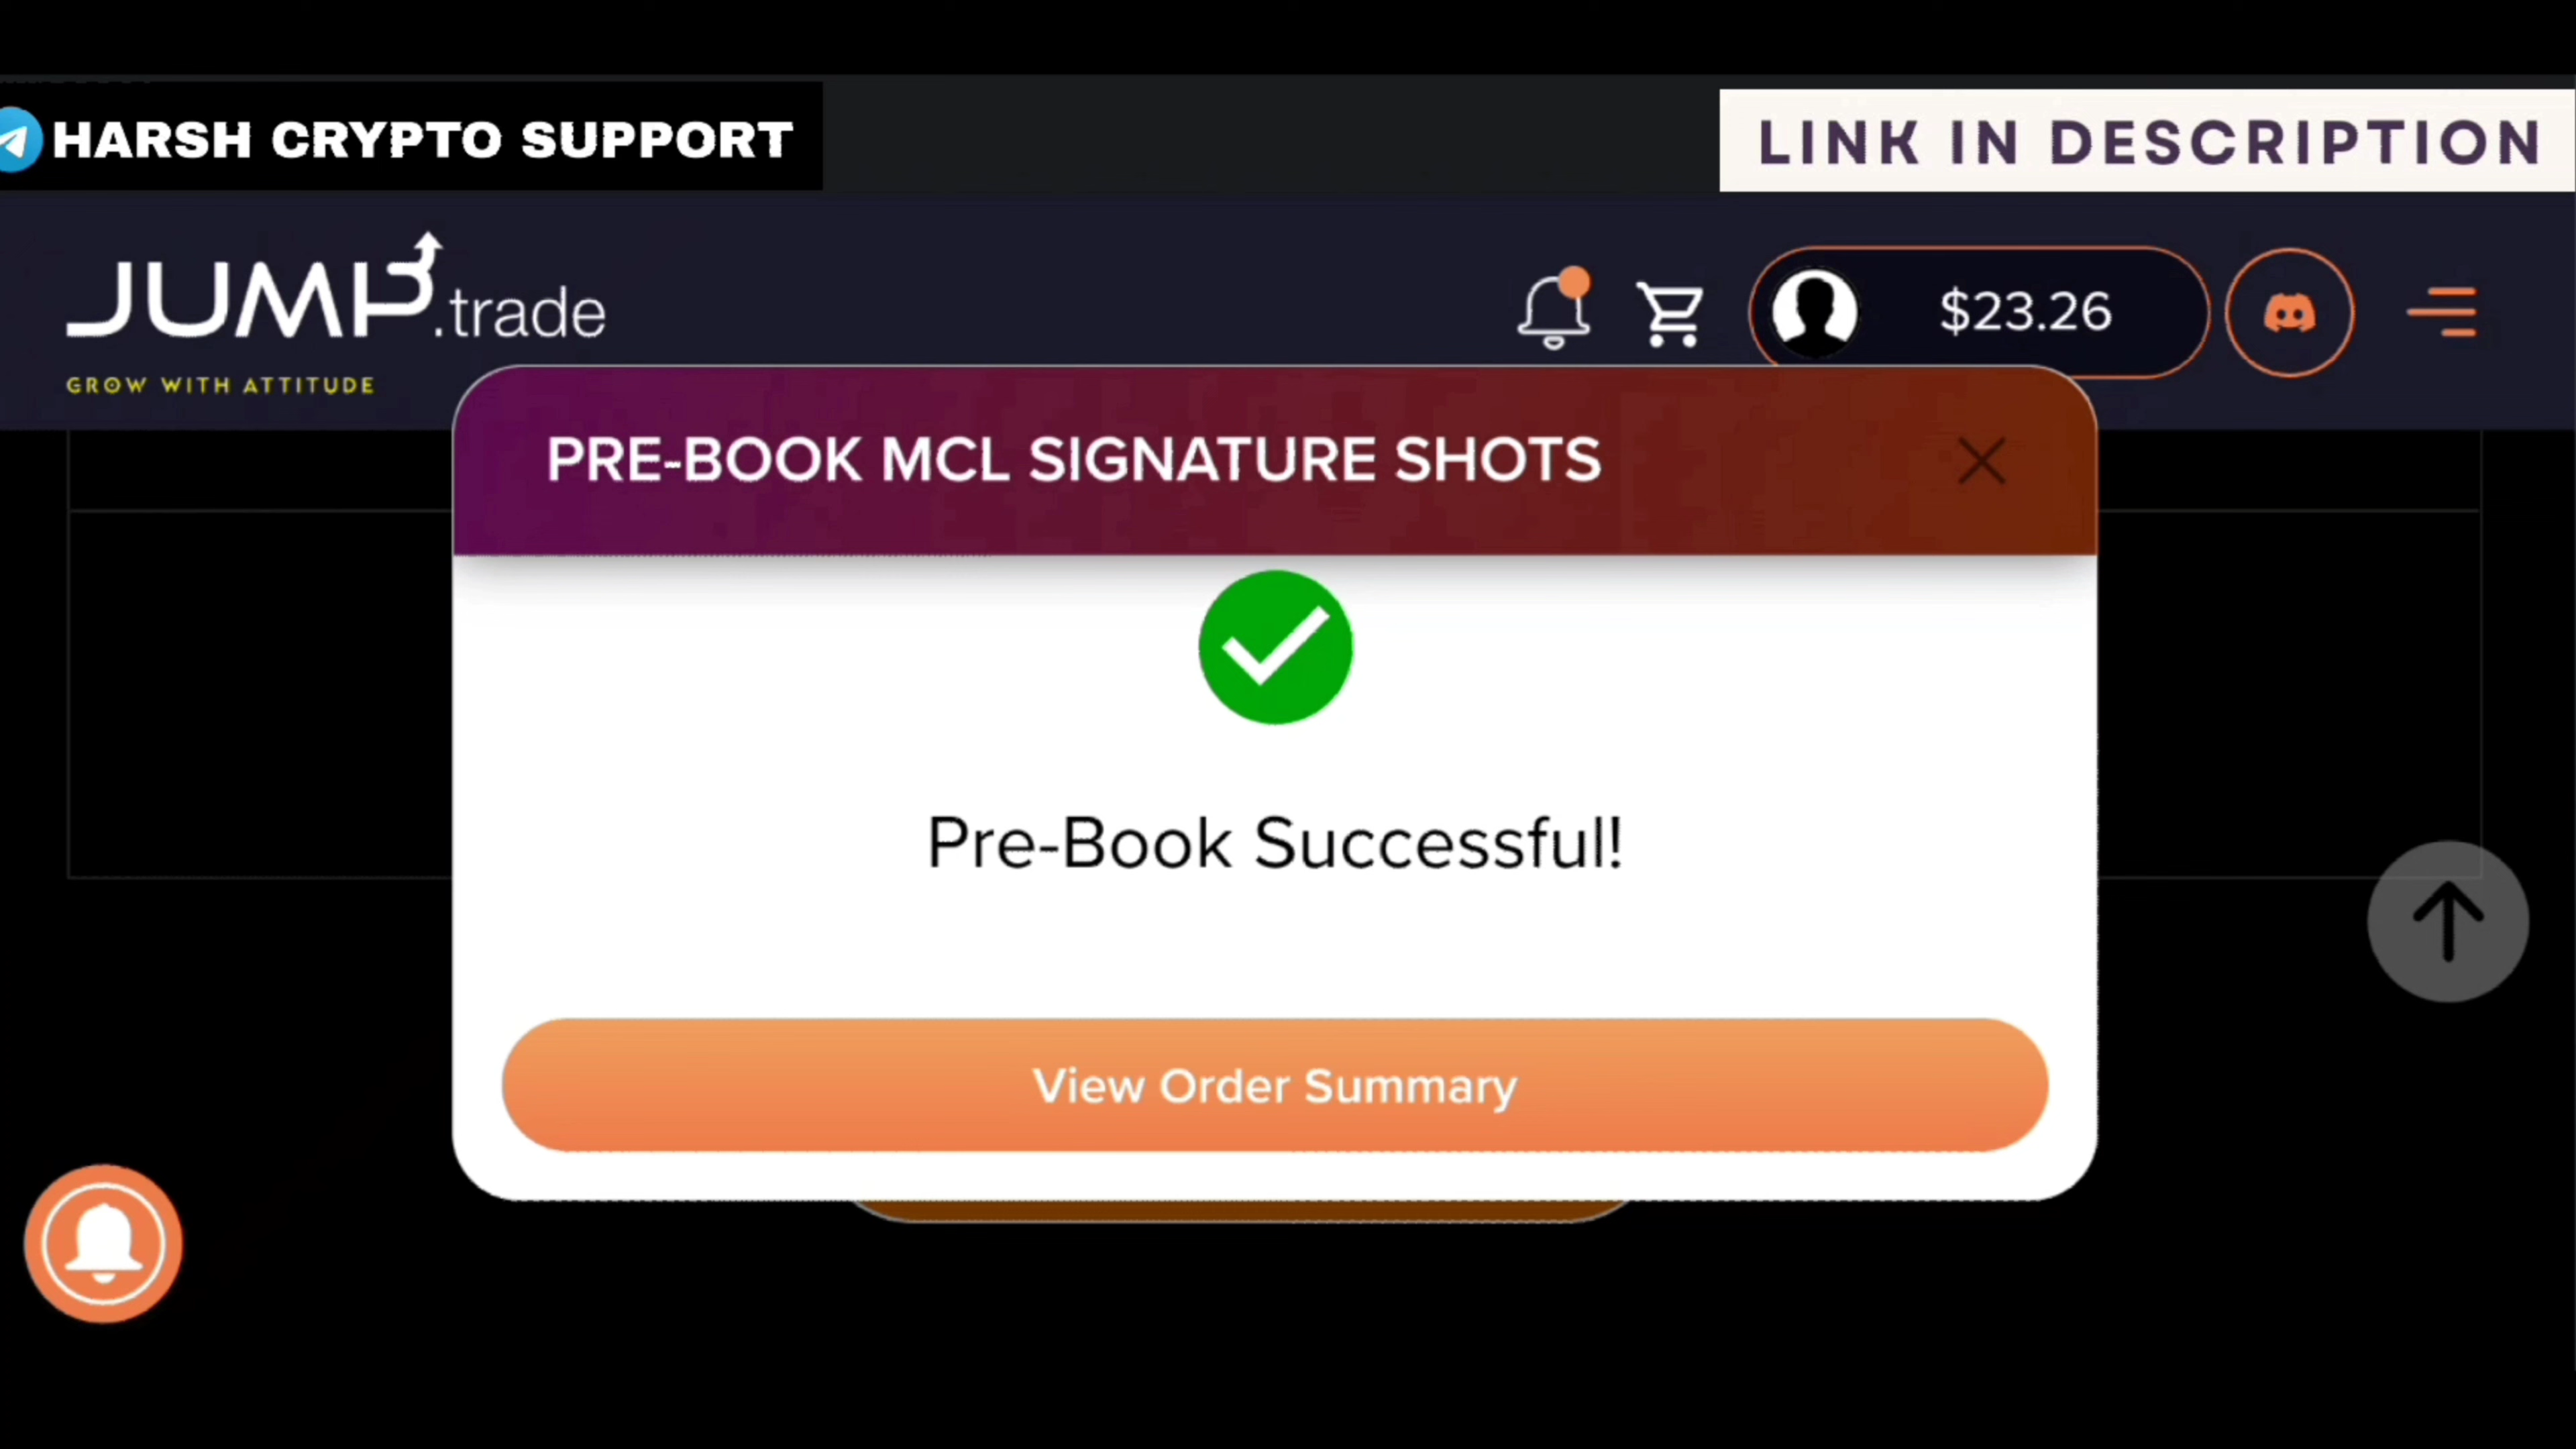 HARSH CRYPTO SUPPORT
LINK IN DESCRIPTION
JUMP.trade
$23.26
GROW WITH ATTITUDE
PRE-BOOK MCL SIGNATURE SHOTS
Pre-Book Successful!
View Order Summary